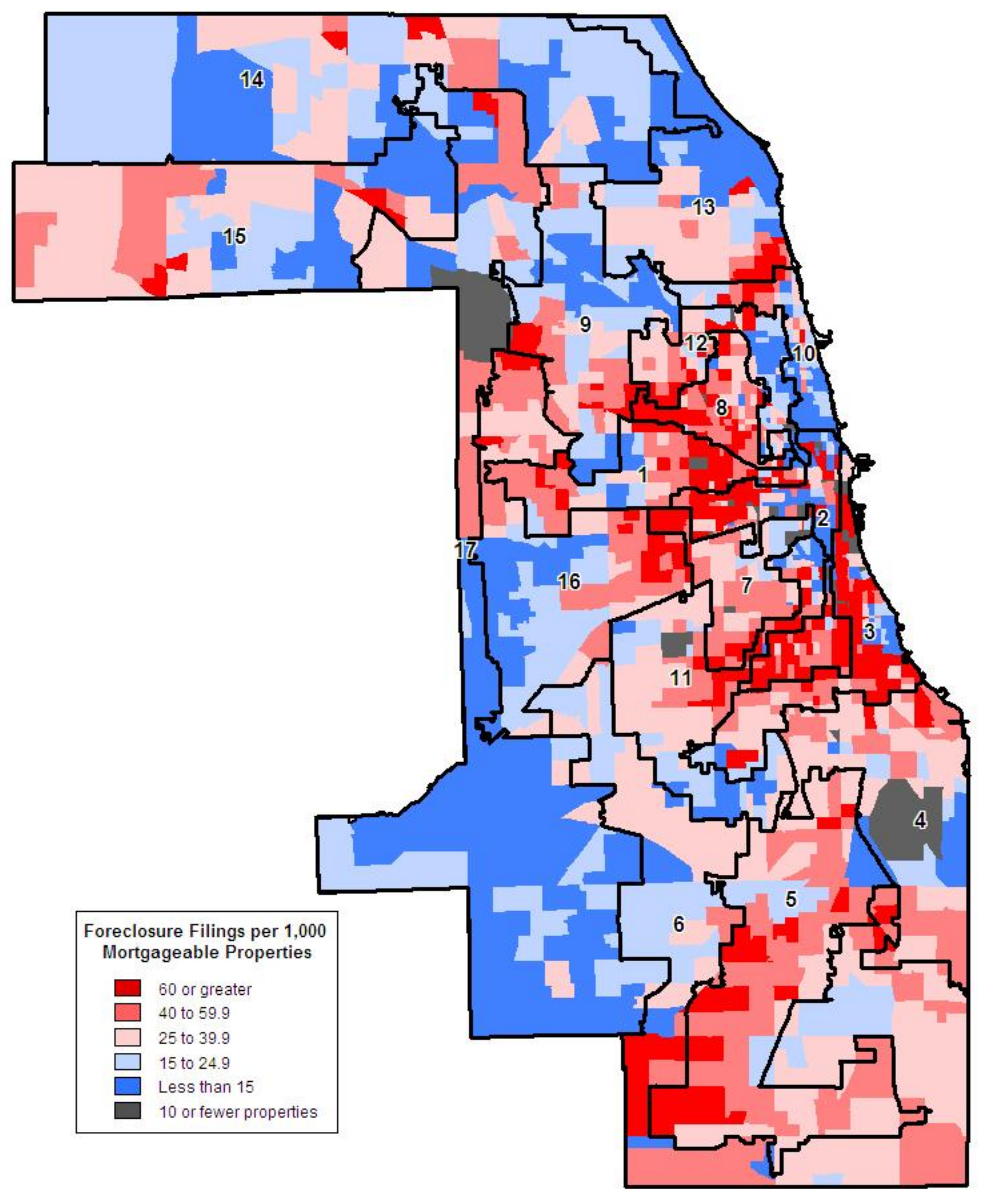 14
13
15
9
12
10
8
1
2
17
16
7
3
11
4
5
6
Foreclosure Filings per 1,000
Mortgageable Properties
60 or greater
40 to 59.9
25 to 39.9
15 to 24.9
Less than 15
10 or fewer properties